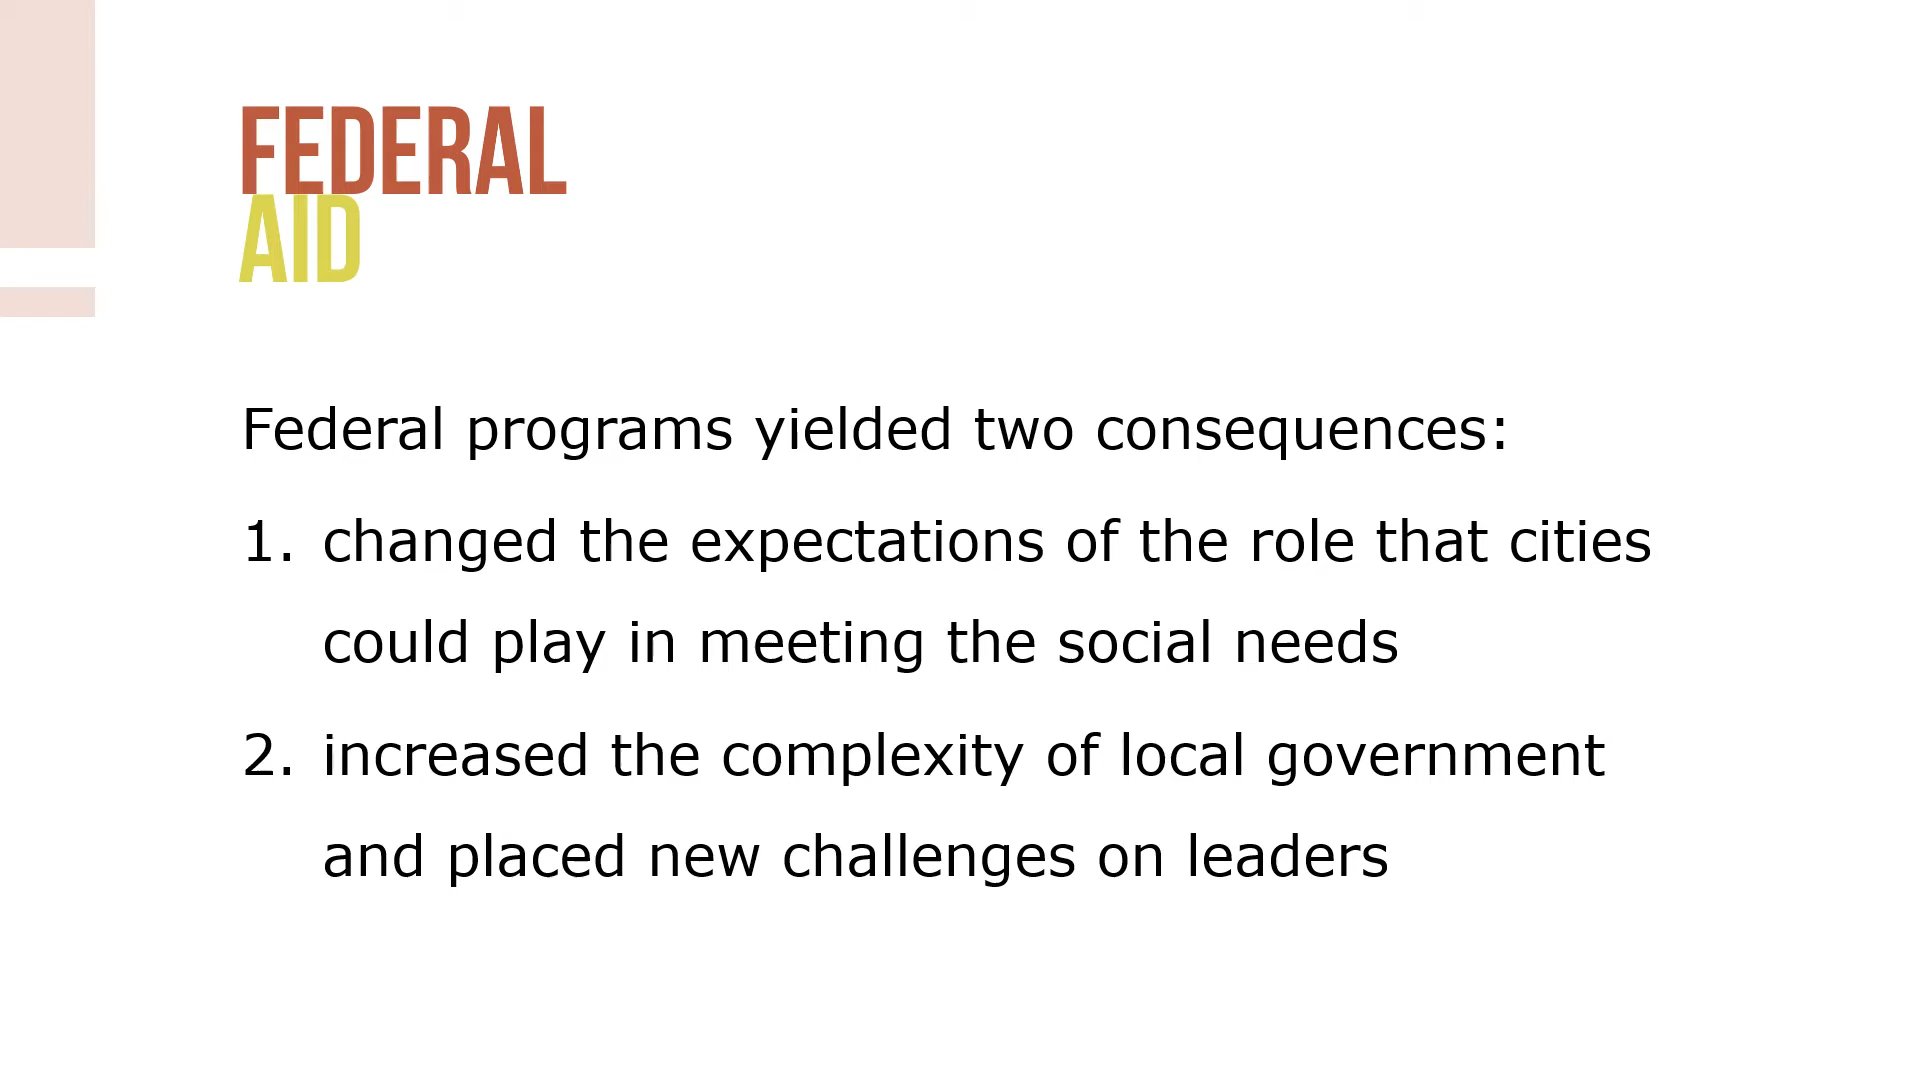 FEDERAL
AID
Federal programs yielded two consequences:
1. changed the expectations of the role that cities
could play in meeting the social needs
2. increased the complexity of local government
and placed new challenges on leaders